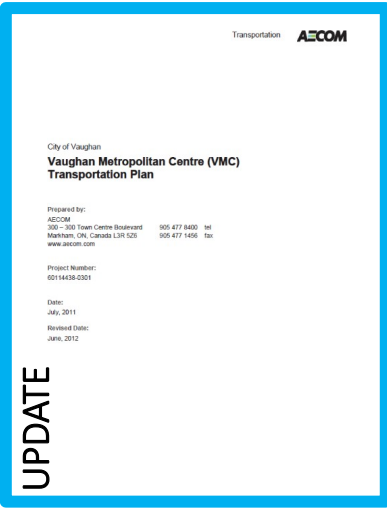 Transportation AECOM
City of Vaughan
Vaughan Metropolitan Centre (VMC)
Transportation Plan
Prepared by:
AECOM
300 – 300 Town Centre Boulevard 905 477 8400 tel
Markham, ON, Canada L3R 5Z6 905 477 1456 fax
www.aecom.com
Project Number:
60114438-0301
Date:
July, 2011
Revised Date:
June, 2012
UPDATE